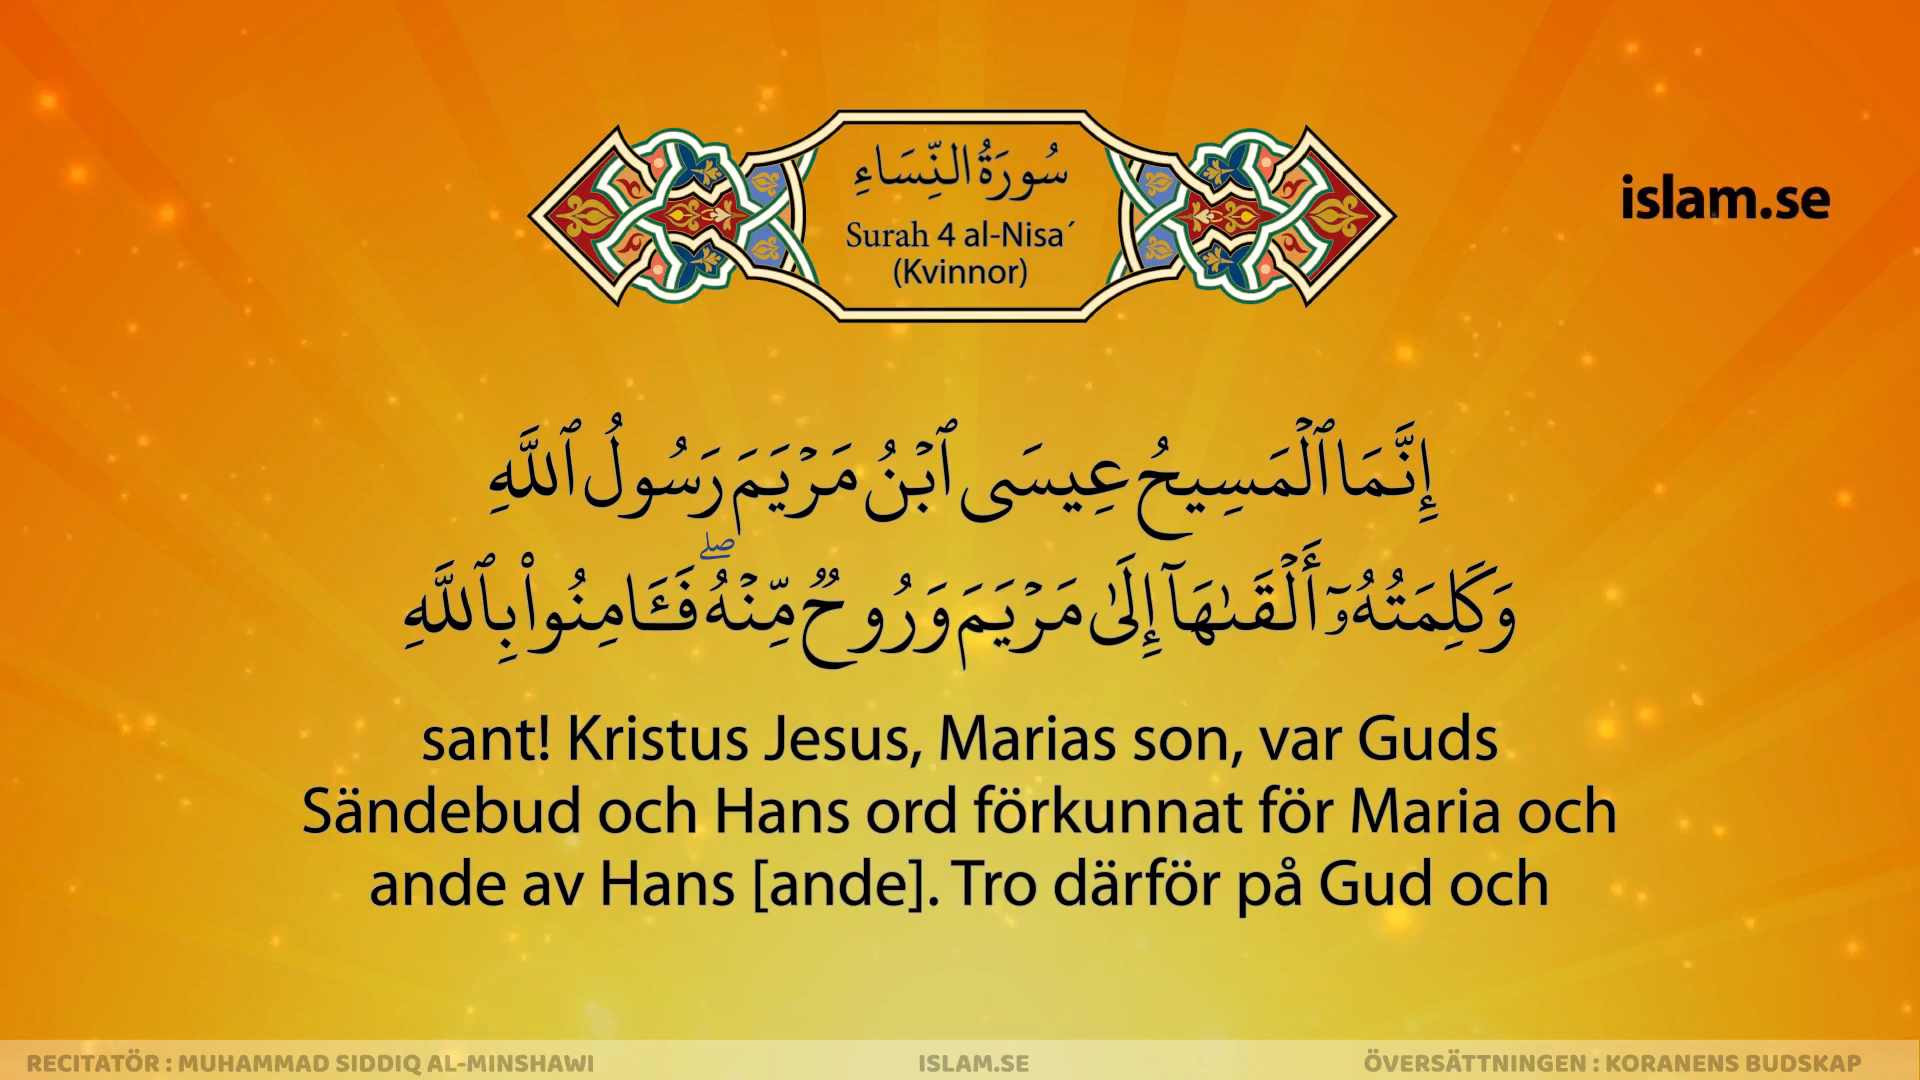 سُورَةُ النِّسَاءِ
Surah 4 al-Nisa´
(Kvinnor)
islam.se
إِنَّمَا ٱلۡمَسِيحُ عِيسَى ٱبۡنُ مَرۡيَمَ رَسُولُ ٱللَّهِ
وَكَلِمَتُهُۥٓ أَلۡقَىٰهَآ إِلَىٰ مَرۡيَمَ وَرُوحٞ مِّنۡهُۖ فَـَٔامِنُواْ بِٱللَّهِ
sant! Kristus Jesus, Marias son, var Guds
Sändebud och Hans ord förkunnat för Maria och
ande av Hans [ande]. Tro därför på Gud och
RECITATÖR : MUHAMMAD SIDDIQ AL-MINSHAWI
ISLAM.SE
ÖVERSÄTTNINGEN : KORANENS BUDSKAP